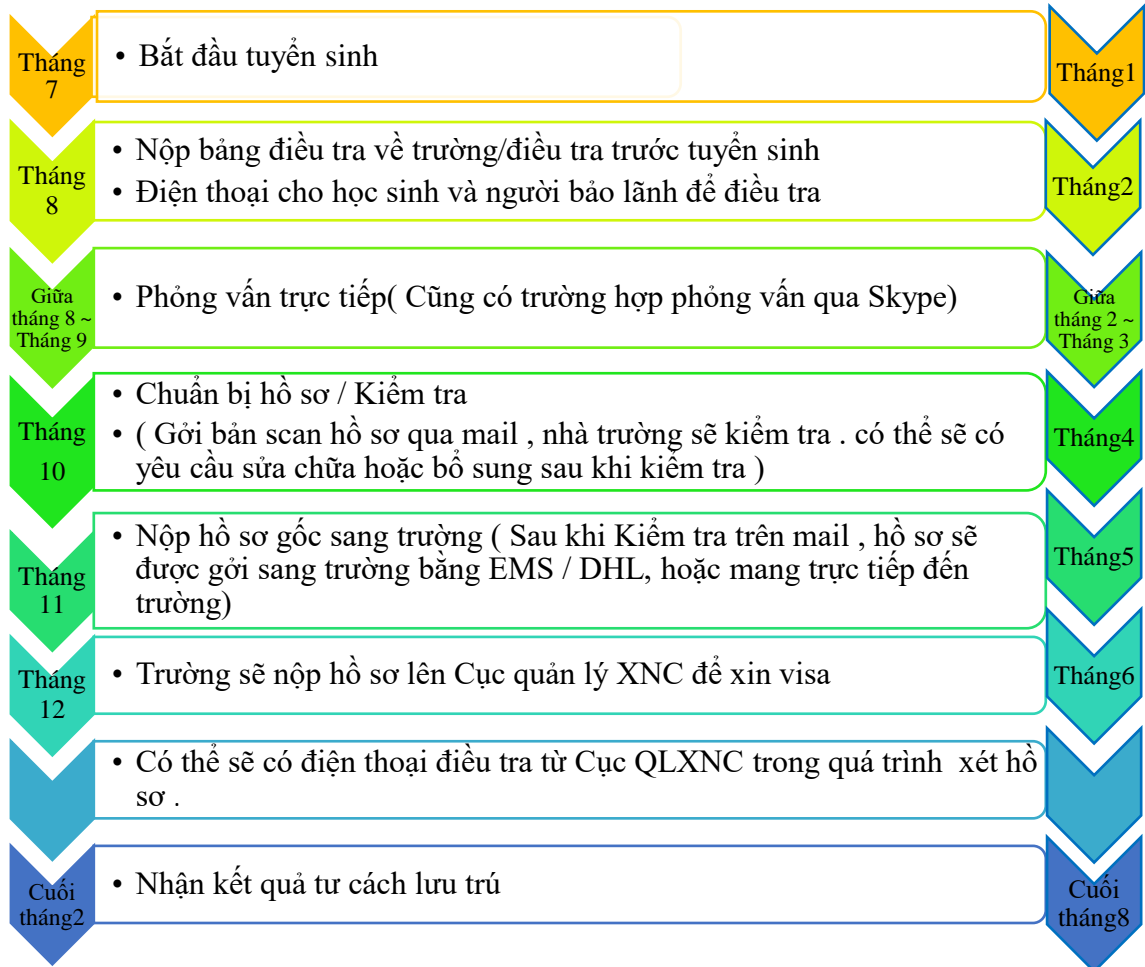 Tháng
7
• Bắt đầu tuyển sinh
Tháng1
Tháng
8
• Nộp bảng điều tra về trường/điều tra trước tuyển sinh
• Điện thoại cho học sinh và người bảo lãnh để điều tra
Tháng2
Giữa
tháng 8 ~
Tháng 9
• Phỏng vấn trực tiếp( Cũng có trường hợp phỏng vấn qua Skype)
Giữa
tháng 2 ~
Tháng 3
Tháng
10
• Chuẩn bị hồ sơ / Kiểm tra
• ( Gởi bản scan hồ sơ qua mail , nhà trường sẽ kiểm tra . có thể sẽ có
yêu cầu sửa chữa hoặc bổ sung sau khi kiểm tra )
Tháng4
Tháng
11
• Nộp hồ sơ gốc sang trường ( Sau khi Kiểm tra trên mail , hồ sơ sẽ
được gởi sang trường bằng EMS / DHL, hoặc mang trực tiếp đến
trường)
Tháng5
Tháng
12
• Trường sẽ nộp hồ sơ lên Cục quản lý XNC để xin visa
Tháng6
• Có thể sẽ có điện thoại điều tra từ Cục QLXNC trong quá trình xét hồ
sơ .
Cuối
tháng2
• Nhận kết quả tư cách lưu trú
Cuối
tháng8